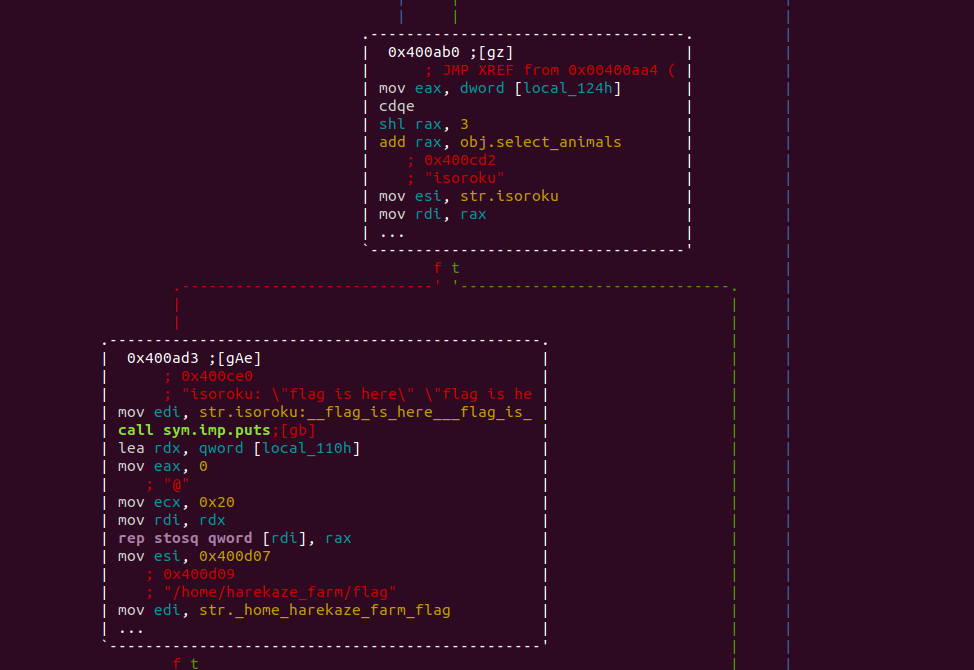 0x400ab0 ;[gz]
; JMP XREF from 0x00400aa4 (
mov eax, dword [local_124h]
cdqe
shl rax, 3
add rax, obj.select_animals
; 0x400cd2
; "isoroku"
mov esi, str.isoroku
mov rdi, rax
...
f t
0x400ad3 ;[gAe]
; 0x400ce0
; "isoroku: \"flag is here\" \"flag is he
mov edi, str.isoroku:__flag_is_here___flag_is_
call sym.imp.puts;[gb]
lea rdx, qword [local_110h]
mov eax, 0
; "@"
mov ecx, 0x20
mov rdi, rdx
rep stosq qword [rdi], rax
mov esi, 0x400d07
; 0x400d09
; "/home/harekaze_farm/flag"
mov edi, str._home_harekaze_farm_flag
...
f t